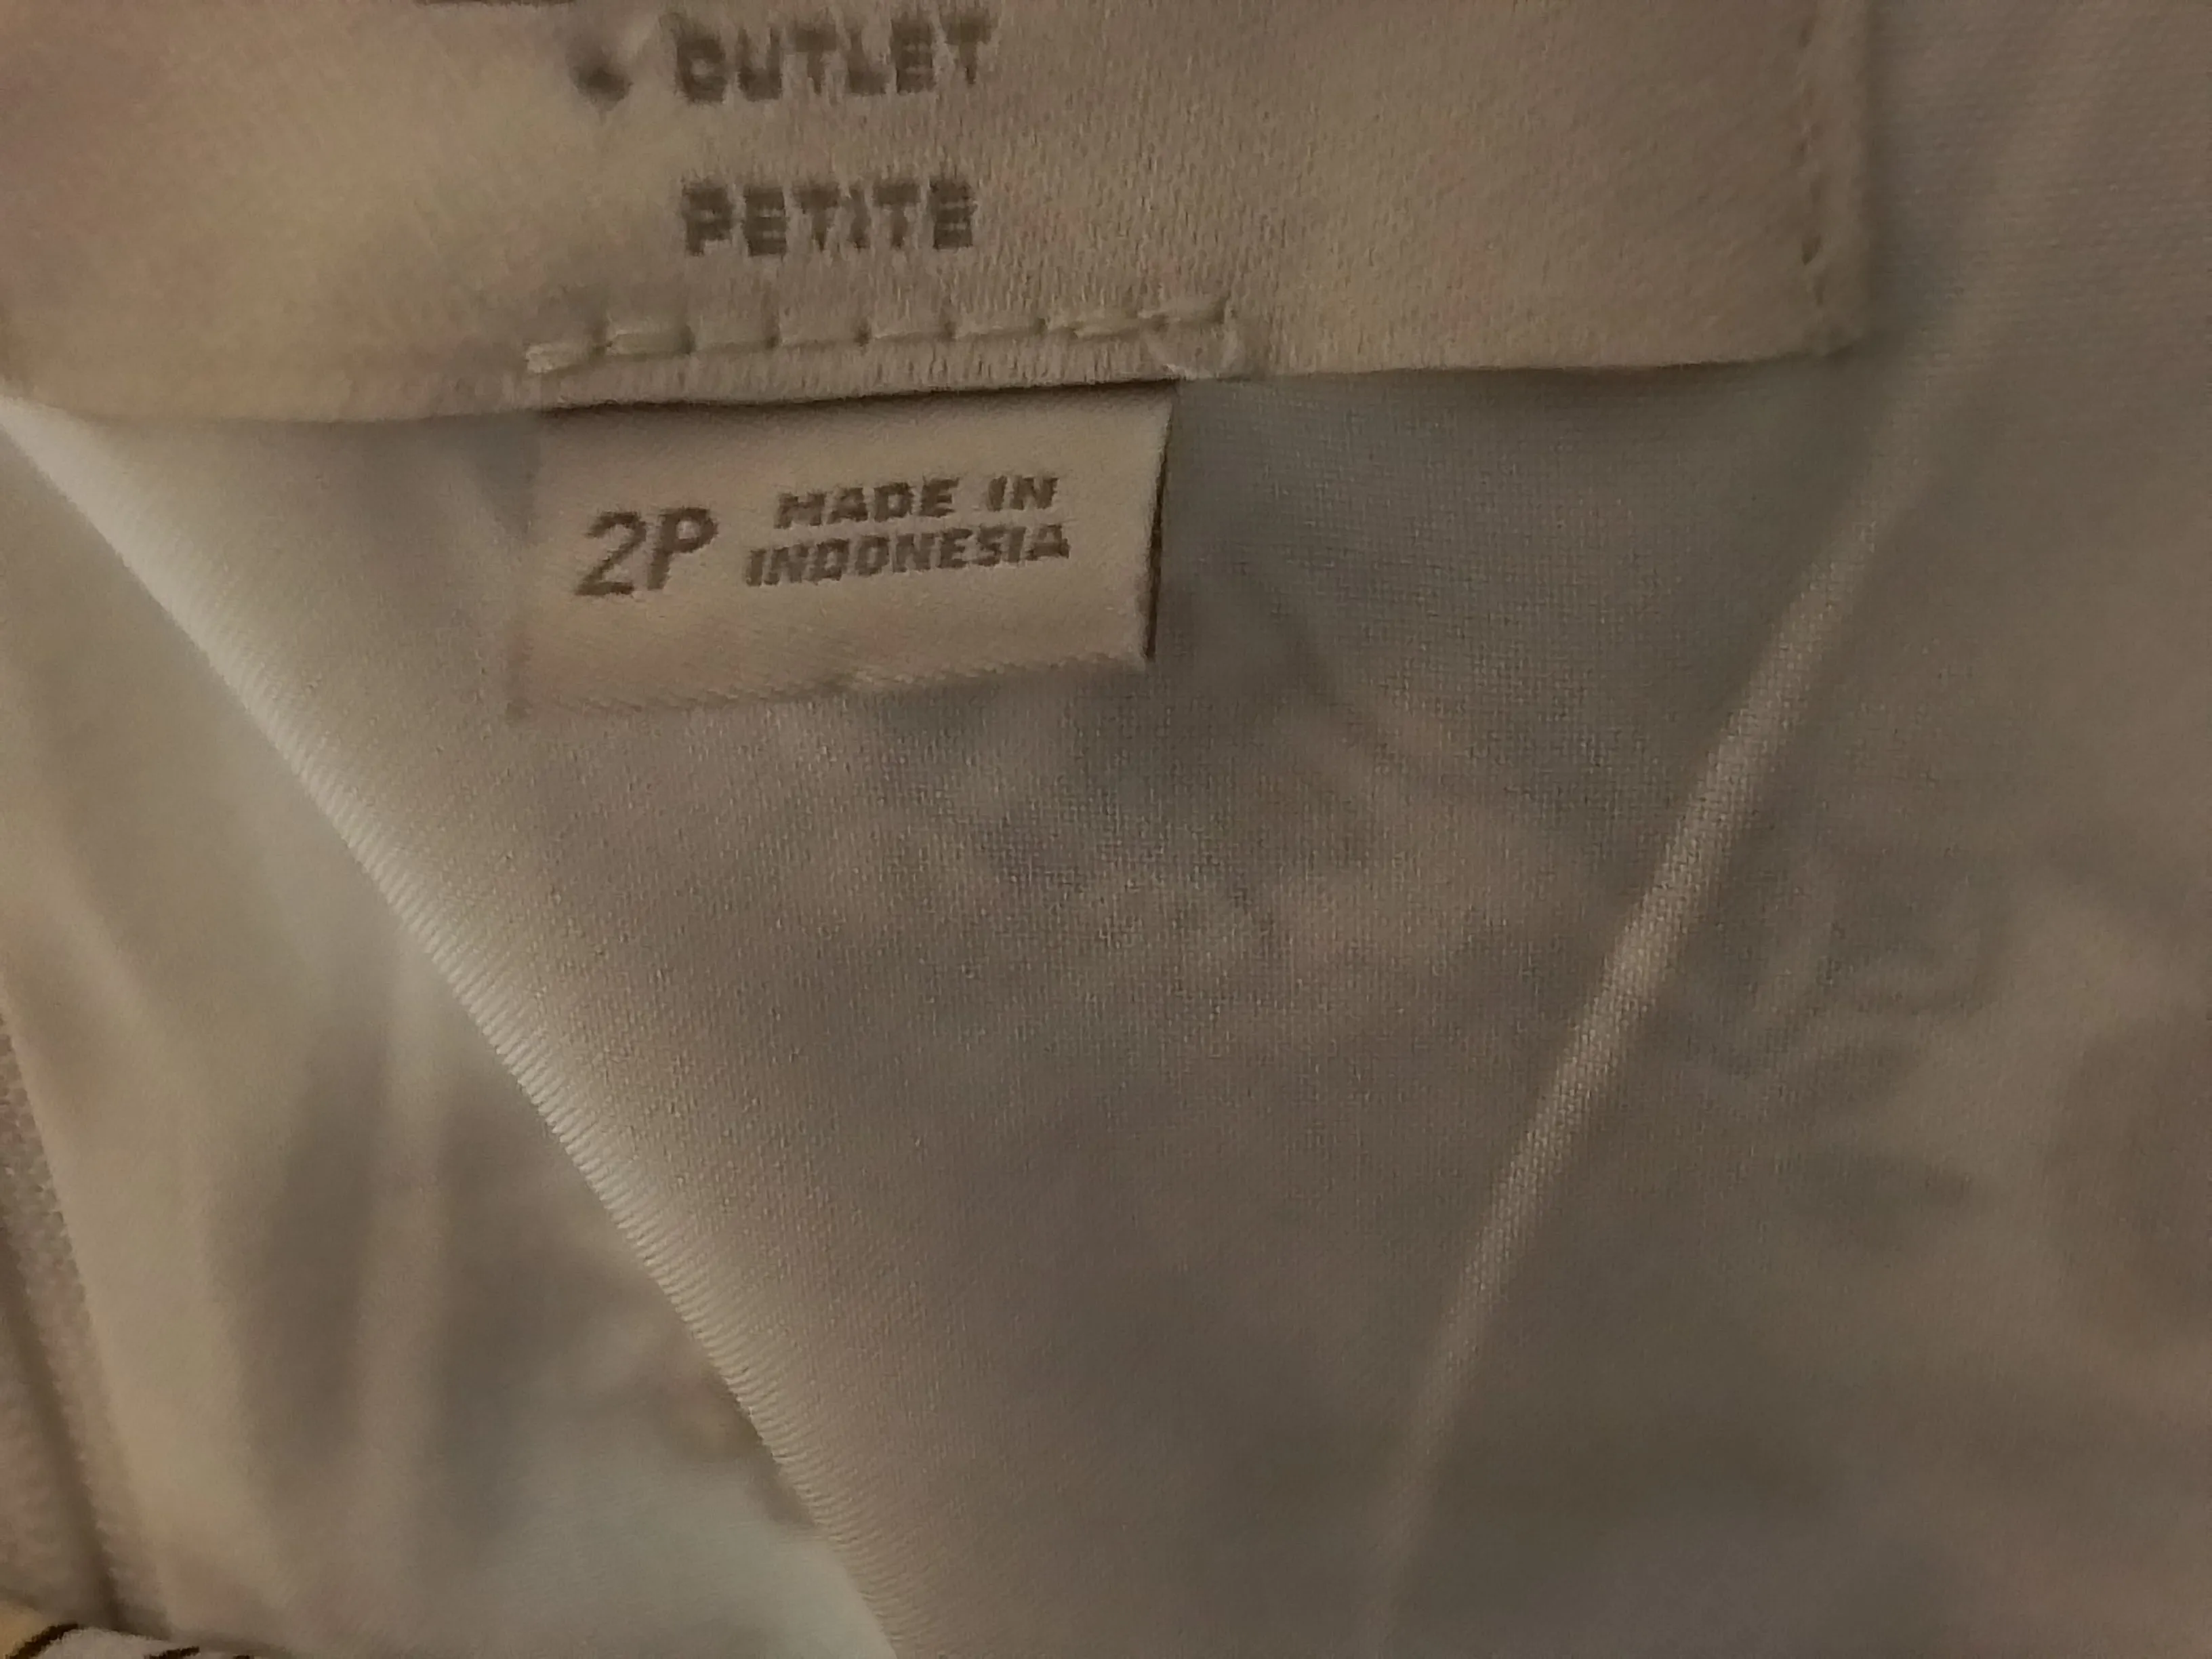 OUTLET
PETITE
2P MADE IN
INDONESIA